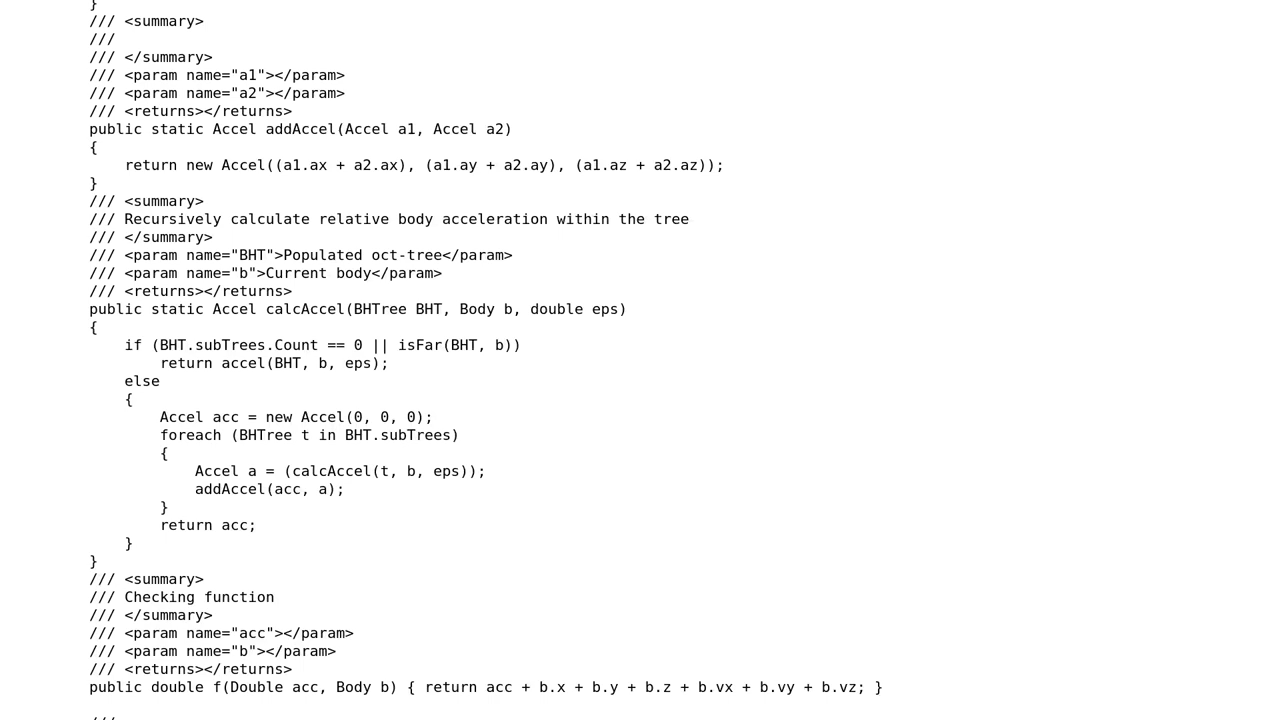 }
/// <summary>
///
/// </summary>
/// <param name="a1"></param>
/// <param name="a2"></param>
/// <returns></returns>
public static Accel addAccel(Accel a1, Accel a2)
{
    return new Accel((a1.ax + a2.ax), (a1.ay + a2.ay), (a1.az + a2.az));
}
/// <summary>
/// Recursively calculate relative body acceleration within the tree
/// </summary>
/// <param name="BHT">Populated oct-tree</param>
/// <param name="b">Current body</param>
/// <returns></returns>
public static Accel calcAccel(BHTree BHT, Body b, double eps)
{
    if (BHT.subTrees.Count == 0 || isFar(BHT, b))
        return accel(BHT, b, eps);
    else
    {
        Accel acc = new Accel(0, 0, 0);
        foreach (BHTree t in BHT.subTrees)
        {
            Accel a = (calcAccel(t, b, eps));
            addAccel(acc, a);
        }
        return acc;
    }
}
/// <summary>
/// Checking function
/// </summary>
/// <param name="acc"></param>
/// <param name="b"></param>
/// <returns></returns>
public double f(Double acc, Body b) { return acc + b.x + b.y + b.z + b.vx + b.vy + b.vz; }

///